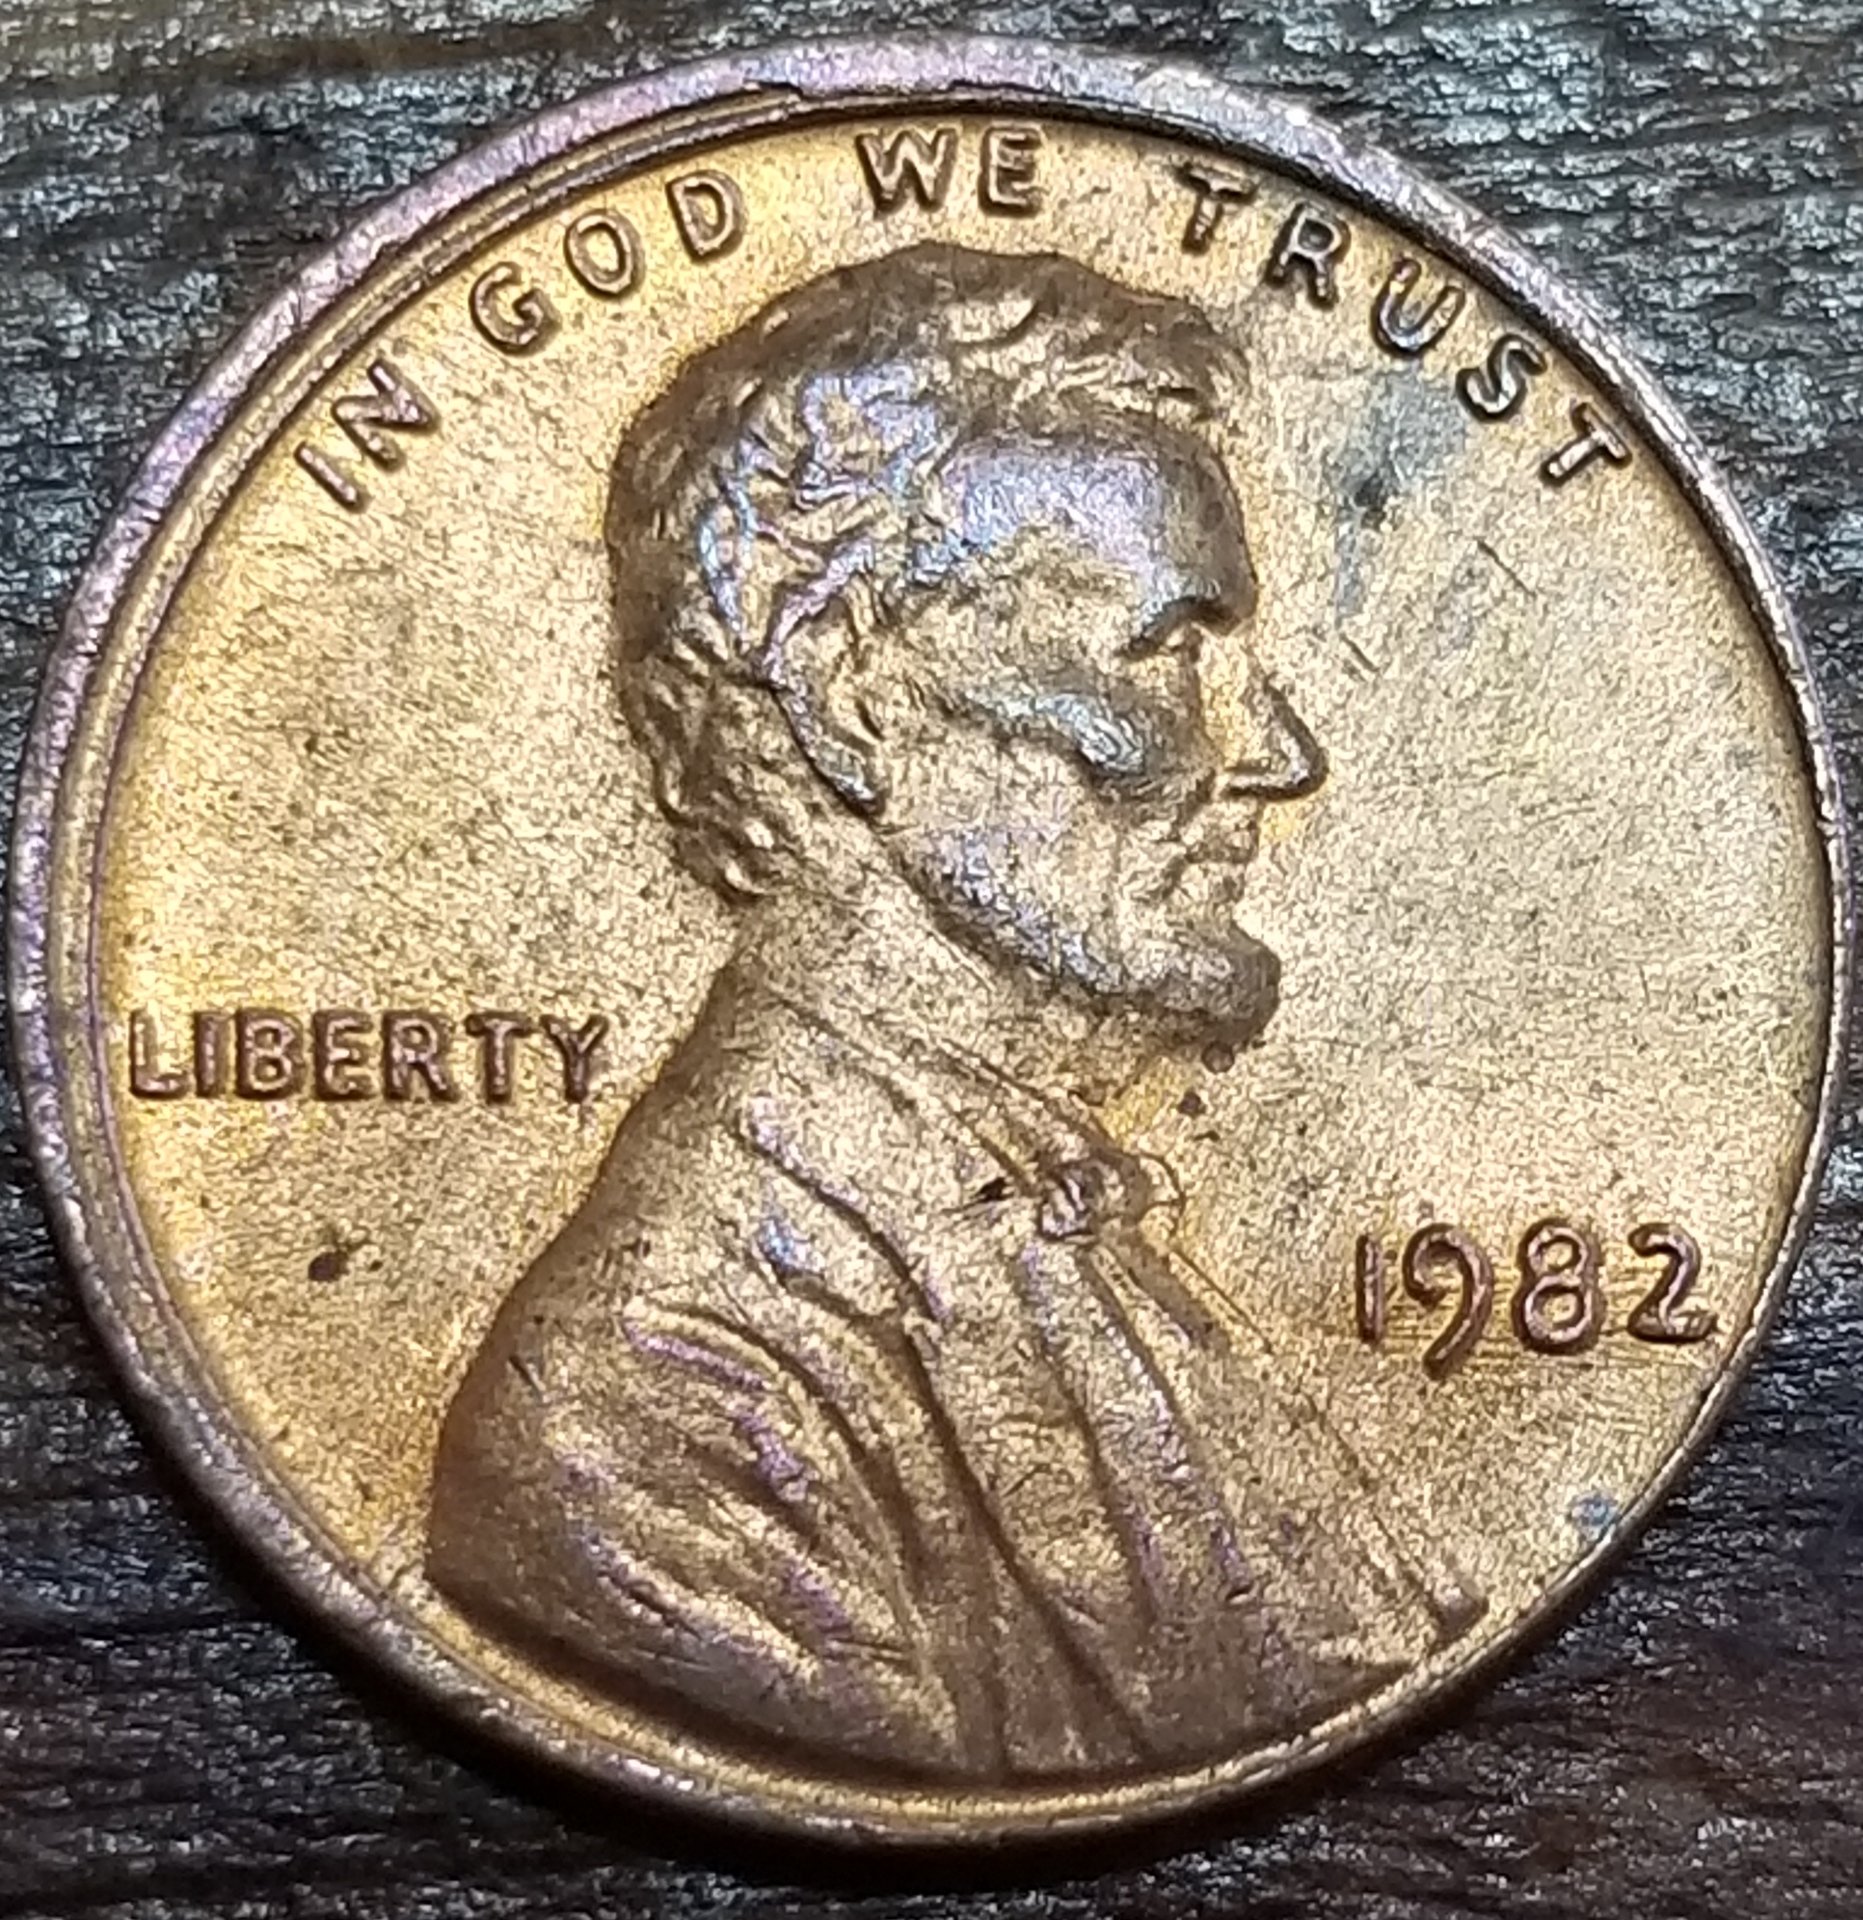 IN GOD WE TRUST
LIBERTY
1982